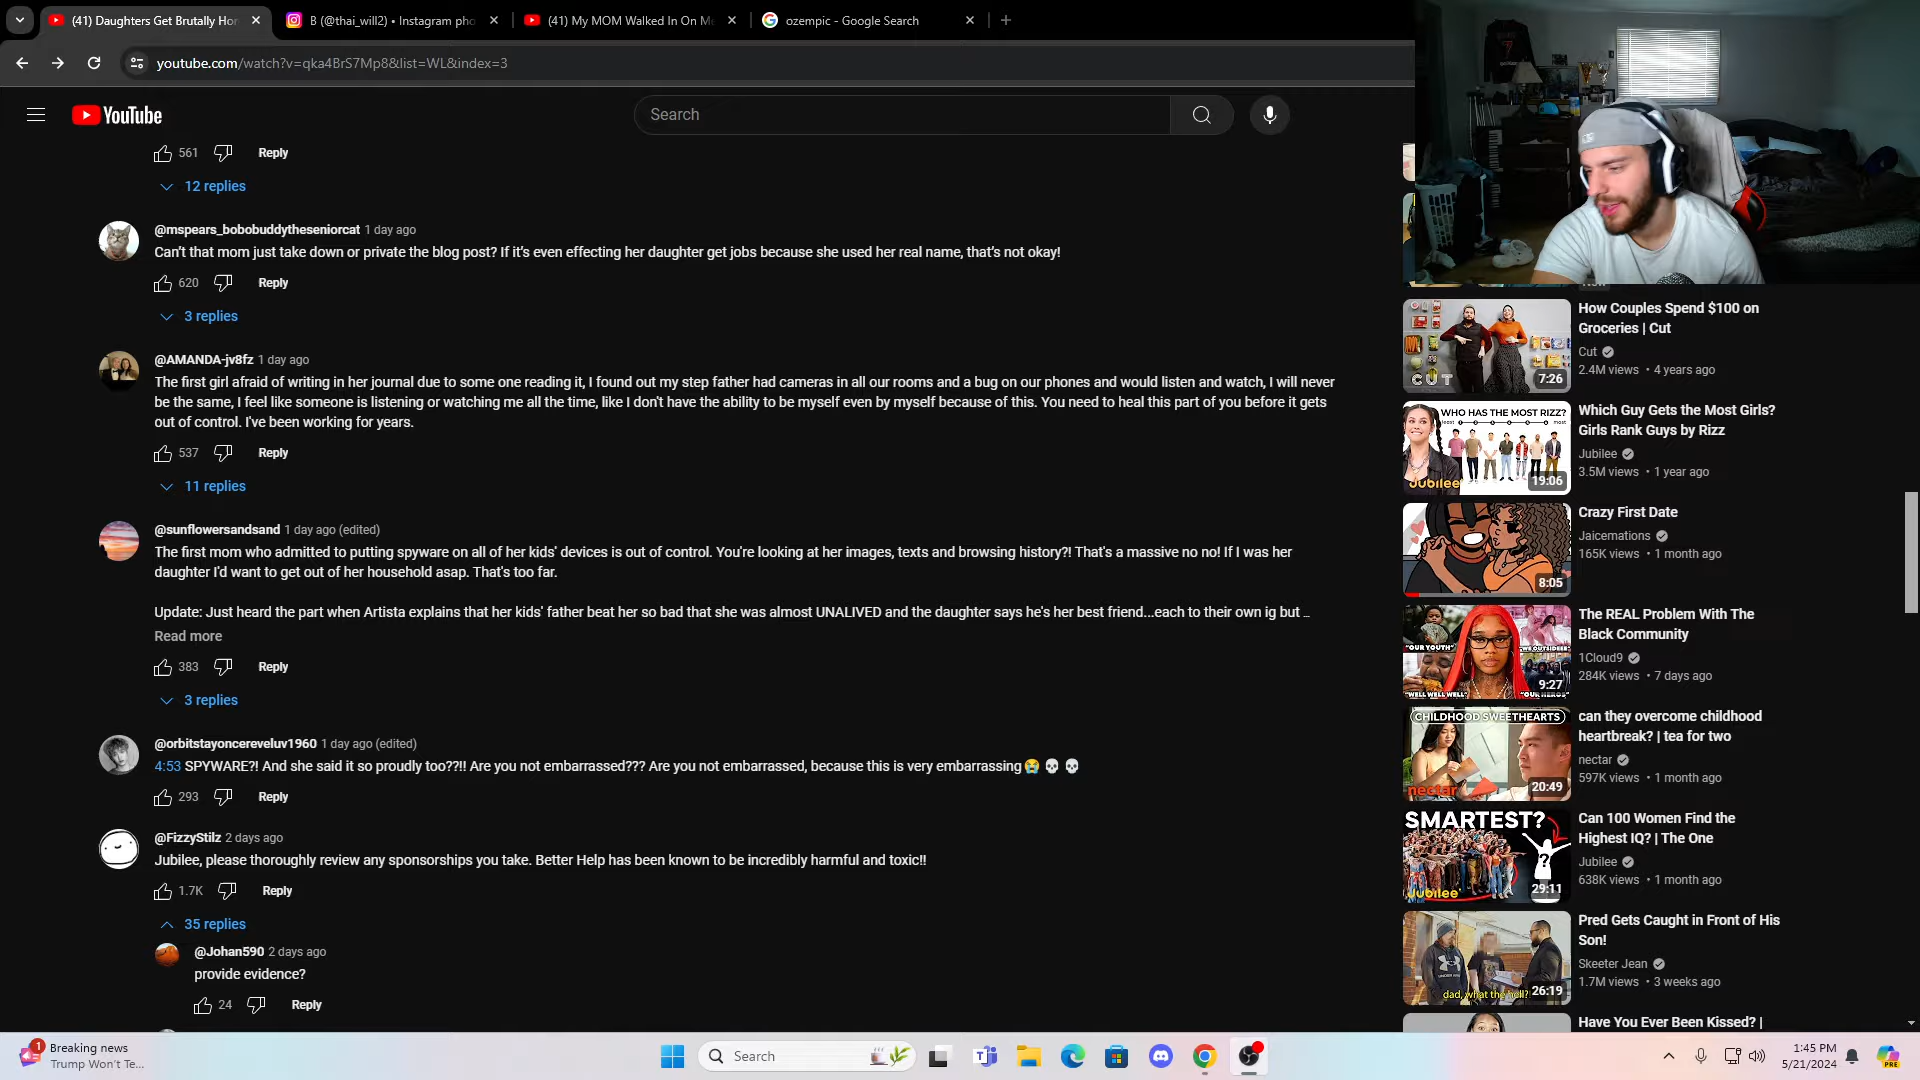 (41) Daughters Get Brutally Hor
B (@thai_will2) • Instagram pho
(41) My MOM Walked In On Me
ozempic - Google Search
youtube.com/watch?v=qka4BrS7Mp8&list=WL&index=3
YouTube
Search
561
Reply
12 replies
@mspears_bobobuddytheseniorcat 1 day ago
Can't that mom just take down or private the blog post? If it's even effecting her daughter get jobs because she used her real name, that's not okay!
620
Reply
3 replies
@AMANDA-jv8fz 1 day ago
The first girl afraid of writing in her journal due to some one reading it, I found out my step father had cameras in all our rooms and a bug on our phones and would listen and watch, I will never
be the same, I feel like someone is listening or watching me all the time, like I don't have the ability to be myself even by myself because of this. You need to heal this part of you before it gets
out of control. I've been working for years.
537
Reply
11 replies
@sunflowersandsand 1 day ago (edited)
The first mom who admitted to putting spyware on all of her kids' devices is out of control. You're looking at her images, texts and browsing history?! That's a massive no no! If I was her
daughter I'd want to get out of her household asap. That's too far.
Update: Just heard the part when Artista explains that her kids' father beat her so bad that she was almost UNALIVED and the daughter says he's her best friend...each to their own ig but ...
Read more
383
Reply
3 replies
@orbitstayoncereveluv1960 1 day ago (edited)
4:53 SPYWARE?! And she said it so proudly too??!! Are you not embarrassed??? Are you not embarrassed, because this is very embarrassing😭💀💀
293
Reply
@FizzyStilz 2 days ago
Jubilee, please thoroughly review any sponsorships you take. Better Help has been known to be incredibly harmful and toxic!!
1.7K
Reply
35 replies
@Johan590 2 days ago
provide evidence?
24
Reply
CUT
7:26
How Couples Spend $100 on
Groceries | Cut
Cut
2.4M views • 4 years ago
WHO HAS THE MOST RIZZ?
least
most
jubilee
19:06
Which Guy Gets the Most Girls?
Girls Rank Guys by Rizz
Jubilee
3.5M views • 1 year ago
8:05
Crazy First Date
Jaicemations
165K views • 1 month ago
"OUR YOUTH"
"WE OUTSIDEEE"
"WELL WELL WELL"
"OUR HEROS"
9:27
The REAL Problem With The
Black Community
1Cloud9
284K views • 7 days ago
CHILDHOOD SWEETHEARTS
nectar
20:49
can they overcome childhood
heartbreak? | tea for two
nectar
597K views • 1 month ago
SMARTEST?
?
jubilee
29:11
Can 100 Women Find the
Highest IQ? | The One
Jubilee
638K views • 1 month ago
dad, what the hell?
26:19
Pred Gets Caught in Front of His
Son!
Skeeter Jean
1.7M views • 3 weeks ago
Have You Ever Been Kissed? |
1
Breaking news
Trump Won't Te...
Search
PRE
1:45 PM
5/21/2024